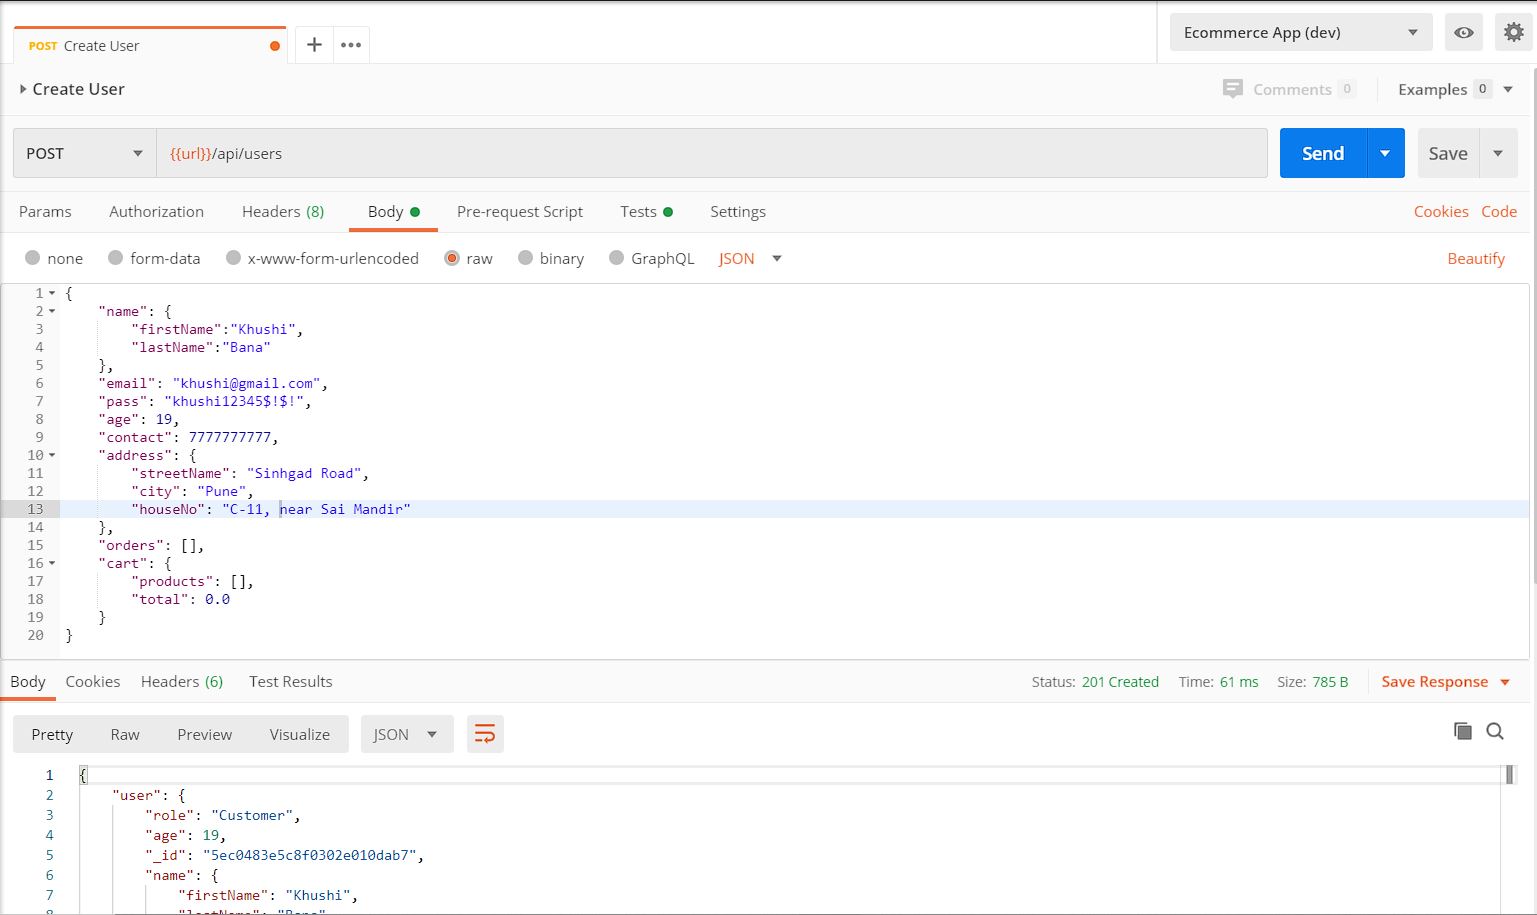 POST Create User
Ecommerce App (dev)
Create User
Comments 0
Examples 0
POST
{{url}}/api/users
Send
Save
Params
Authorization
Headers (8)
Body
Pre-request Script
Tests
Settings
Cookies
Code
none
form-data
x-www-form-urlencoded
raw
binary
GraphQL
JSON
Beautify
1 {
2 "name": {
3 "firstName":"Khushi",
4 "lastName":"Bana"
5 },
6 "email": "khushi@gmail.com",
7 "pass": "khushi12345$!$!",
8 "age": 19,
9 "contact": 7777777777,
10 "address": {
11 "streetName": "Sinhgad Road",
12 "city": "Pune",
13 "houseNo": "C-11, near Sai Mandir"
14 },
15 "orders": [],
16 "cart": {
17 "products": [],
18 "total": 0.0
19 }
20 }
Body
Cookies
Headers (6)
Test Results
Status: 201 Created
Time: 61 ms
Size: 785 B
Save Response
Pretty
Raw
Preview
Visualize
JSON
1 {
2 "user": {
3 "role": "Customer",
4 "age": 19,
5 "_id": "5ec0483e5c8f0302e010dab7",
6 "name": {
7 "firstName": "Khushi",
8 "lastName": "Bana"